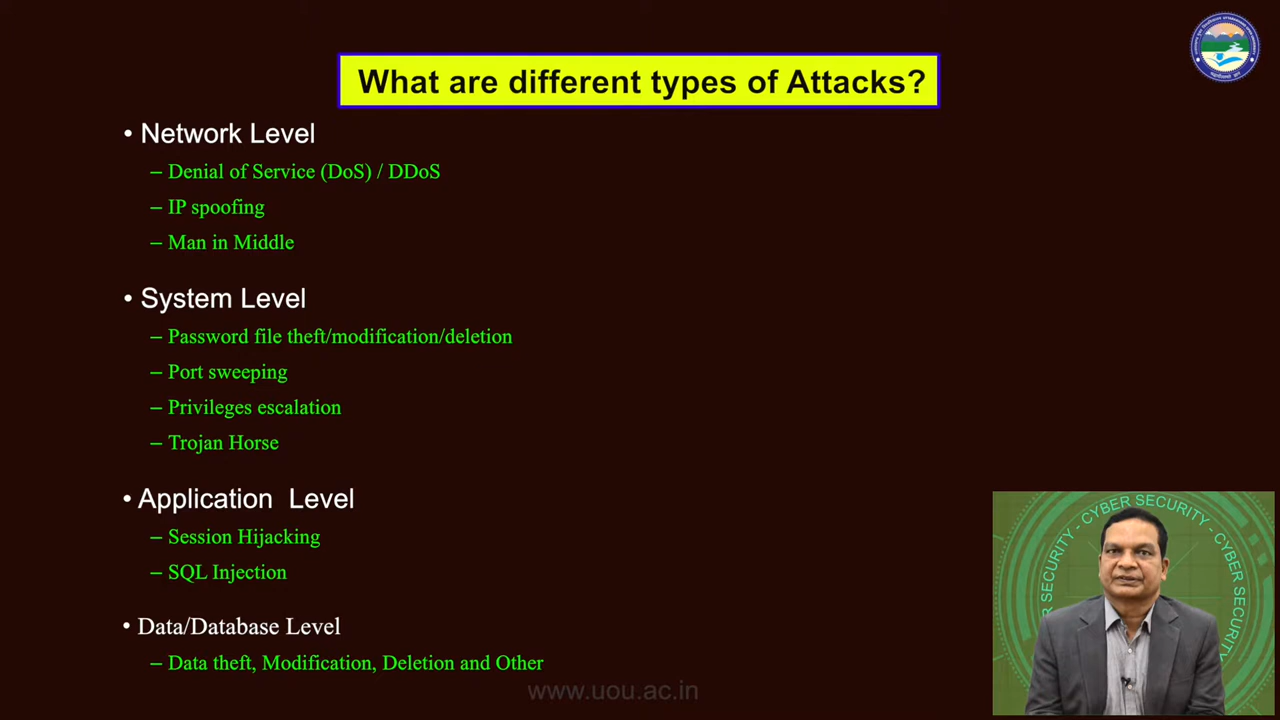 What are different types of Attacks?
• Network Level
– Denial of Service (DoS) / DDoS
– IP spoofing
– Man in Middle
• System Level
– Password file theft/modification/deletion
– Port sweeping
– Privileges escalation
– Trojan Horse
• Application Level
– Session Hijacking
– SQL Injection
• Data/Database Level
– Data theft, Modification, Deletion and Other
SECURITY - CYBER SECURITY - CYBER SECURITY
www.uou.ac.in